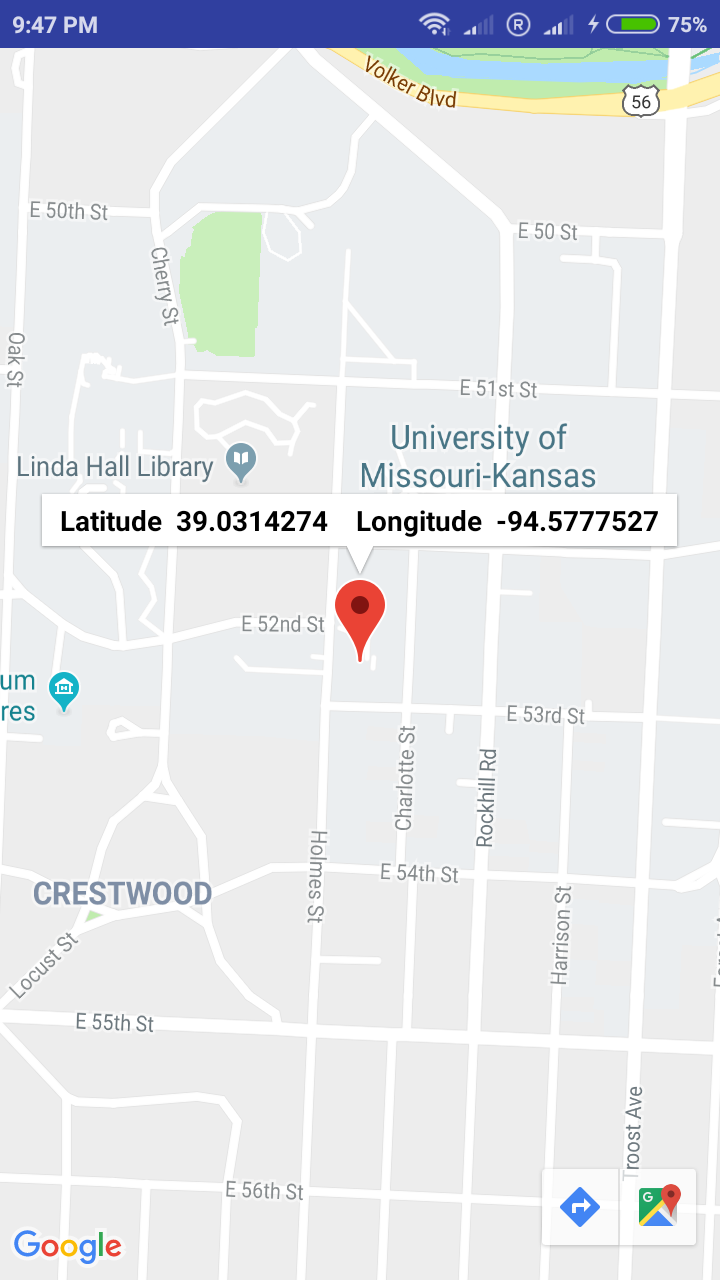 9:47 PM
R
75%
Volker Blvd
56
E 50th St
E 50 St
Cherry St
Oak St
E 51st St
University of
Missouri-Kansas
Linda Hall Library
Latitude 39.0314274 Longitude -94.5777527
E 52nd St
um
res
E 53rd St
Charlotte St
Rockhill Rd
Holmes St
E 54th St
CRESTWOOD
Harrison St
Locust St
E 55th St
Troost Ave
E 56th St
G
Google